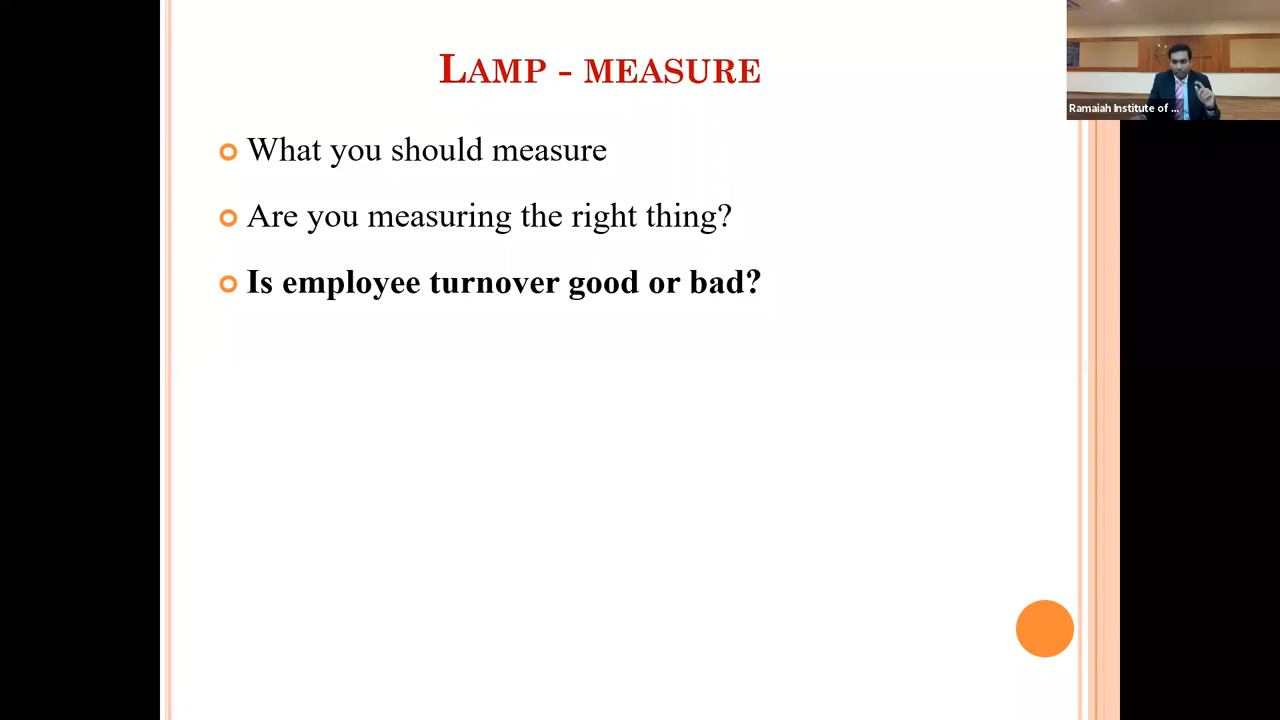 LAMP - MEASURE
Ramaiah Institute of ...
What you should measure
Are you measuring the right thing?
Is employee turnover good or bad?